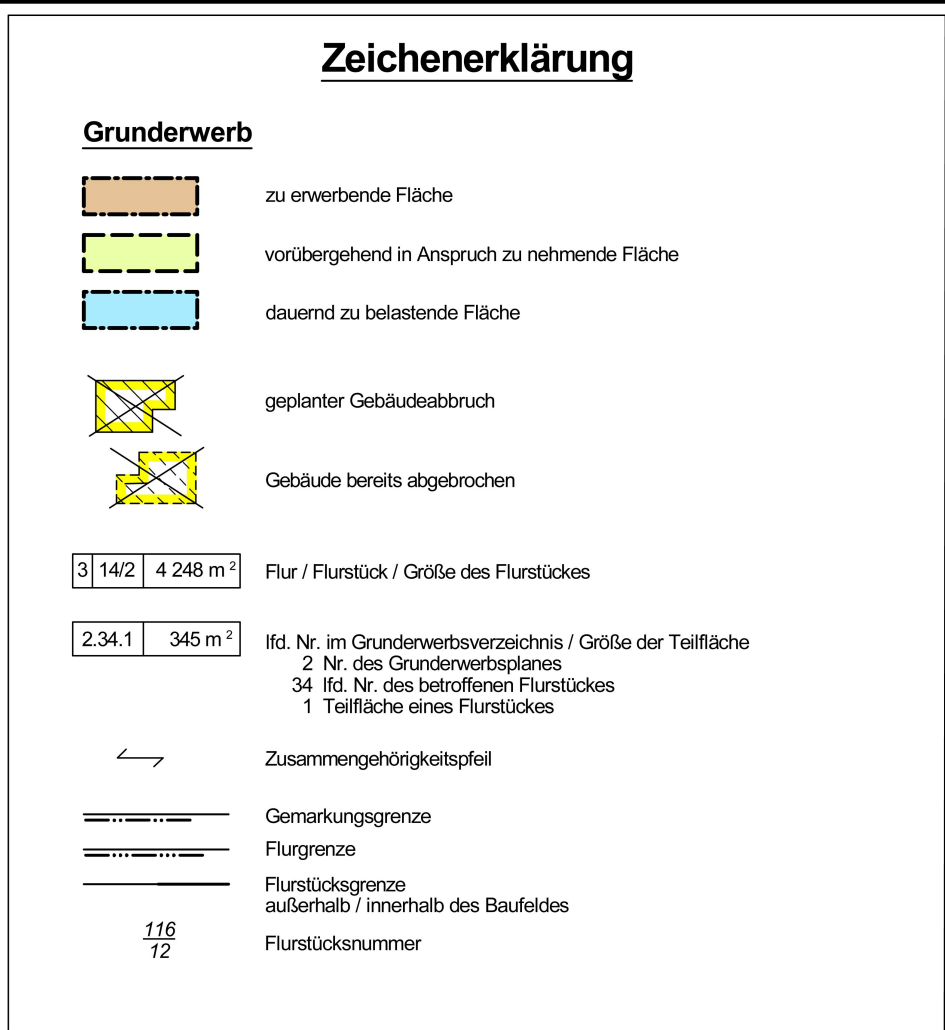 Zeichenerklärung
Grunderwerb
zu erwerbende Fläche
vorübergehend in Anspruch zu nehmende Fläche
dauernd zu belastende Fläche
geplanter Gebäudeabbruch
Gebäude bereits abgebrochen
3 14/2 4 248 m² Flur / Flurstück / Größe des Flurstückes
2.34.1 345 m² lfd. Nr. im Grunderwerbsverzeichnis / Größe der Teilfläche
2 Nr. des Grunderwerbsplanes
34 lfd. Nr. des betroffenen Flurstückes
1 Teilfläche eines Flurstückes
Zusammengehörigkeitspfeil
Gemarkungsgrenze
Flurgrenze
Flurstücksgrenze
außerhalb / innerhalb des Baufeldes
116
12
Flurstücksnummer